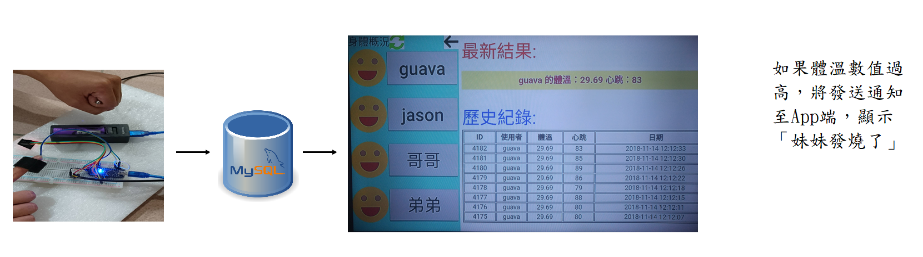 MySQL
身體概況
guava
jason
哥哥
弟弟
最新結果:
guava 的體溫：29.69 心跳：83
歷史紀錄:
ID 使用者 體溫 心跳 日期
4182 guava 29.69 83 2018-11-14 12:12:33
4181 guava 29.69 85 2018-11-14 12:12:30
4180 guava 29.69 89 2018-11-14 12:12:26
4179 guava 29.69 86 2018-11-14 12:12:22
4178 guava 29.69 79 2018-11-14 12:12:18
4177 guava 29.69 88 2018-11-14 12:12:15
4176 guava 29.69 80 2018-11-14 12:12:11
4175 guava 29.69 80 2018-11-14 12:12:07
如果體溫數值過
高，將發送通知
至App端，顯示
「妹妹發燒了」